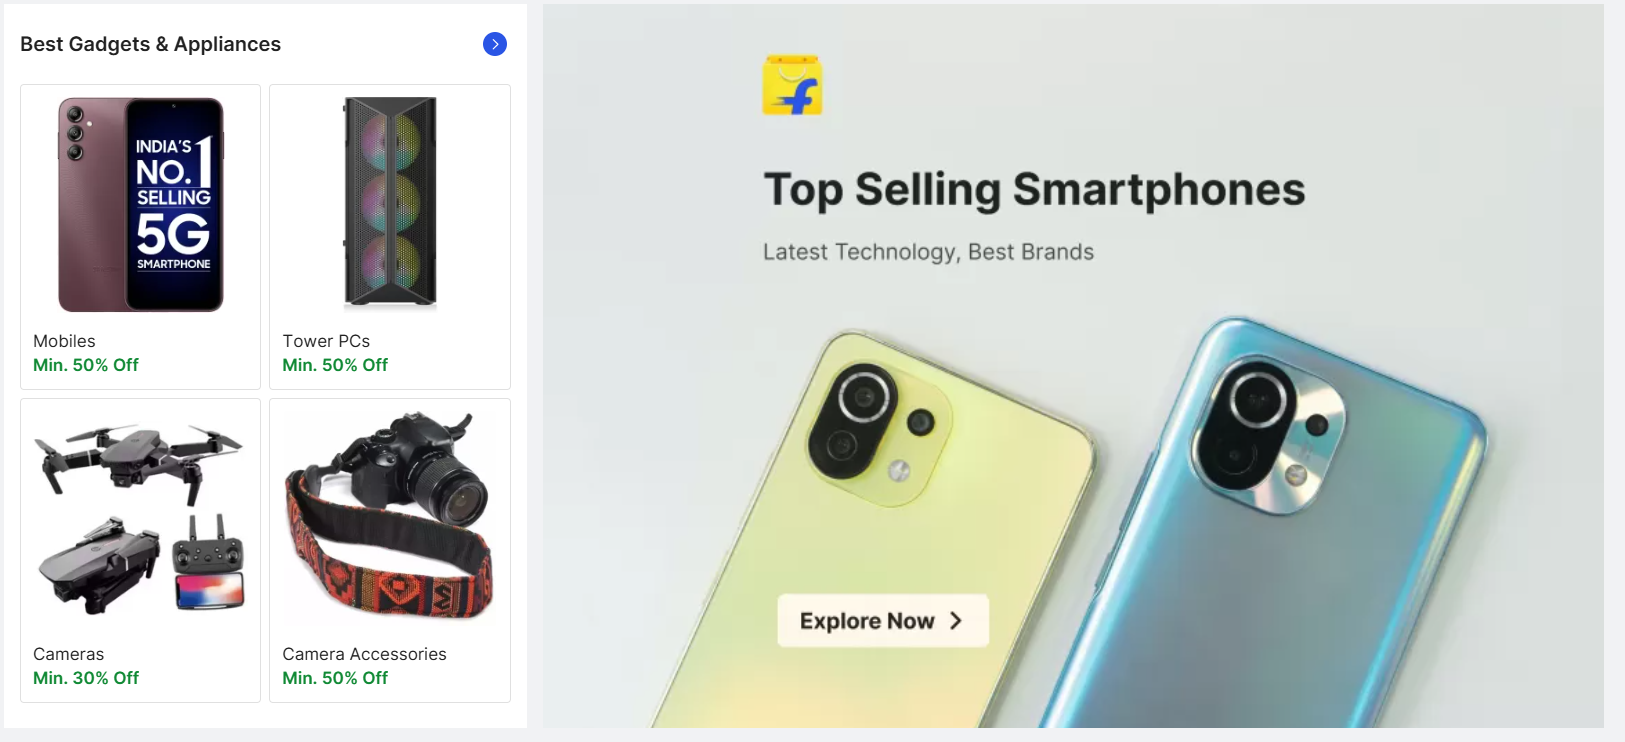 Best Gadgets & Appliances
INDIA'S
NO. 1
SELLING
5G
SMARTPHONE
Mobiles
Min. 50% Off
Tower PCs
Min. 50% Off
Cameras
Min. 30% Off
Camera Accessories
Min. 50% Off
f
Top Selling Smartphones
Latest Technology, Best Brands
Explore Now